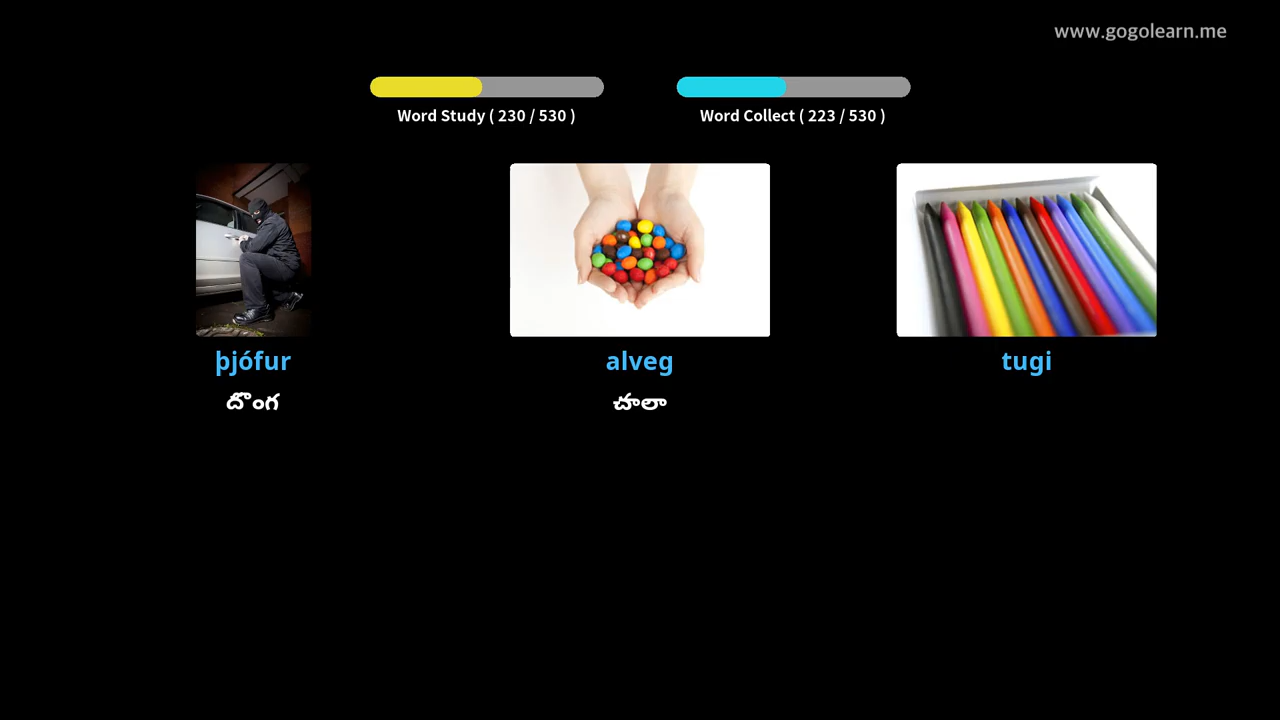 www.gogolearn.me
Word Study ( 230 / 530 )
Word Collect ( 223 / 530 )
þjófur
alveg
tugi
దొంగ
చాలా